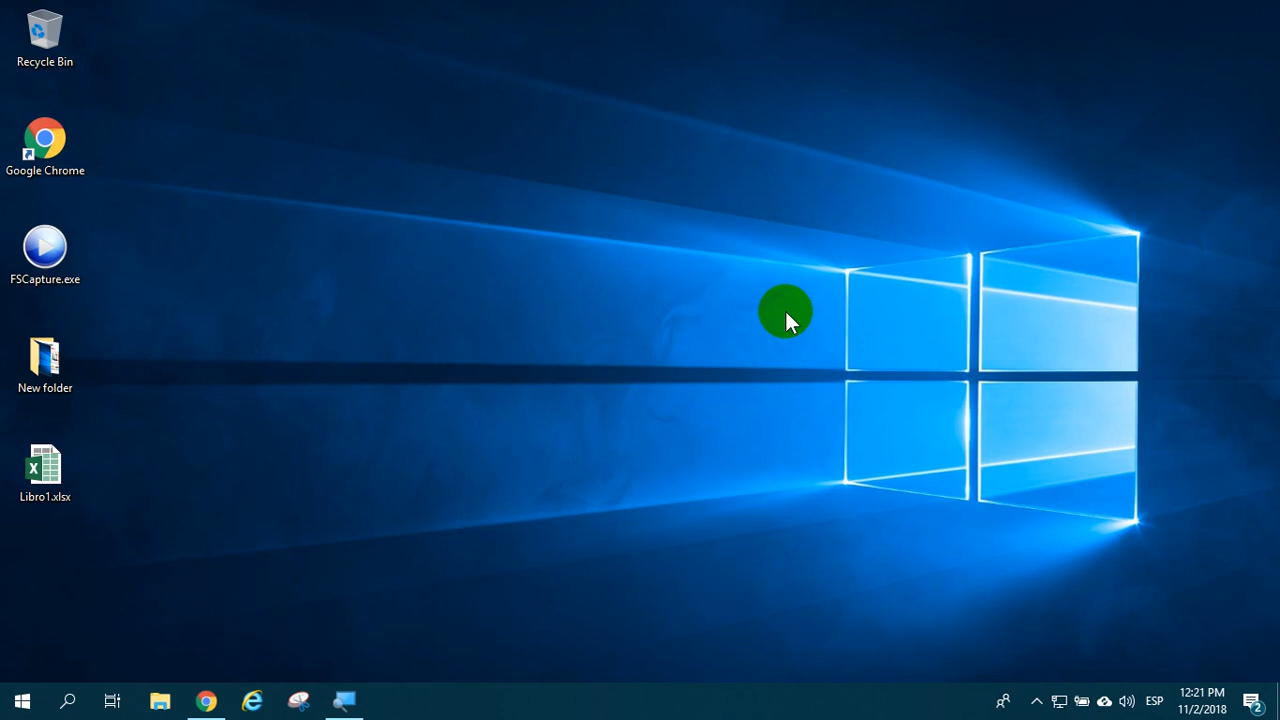 Recycle Bin
Google Chrome
FSCapture.exe
New folder
Libro1.xlsx
ESP
12:21 PM
11/2/2018
2